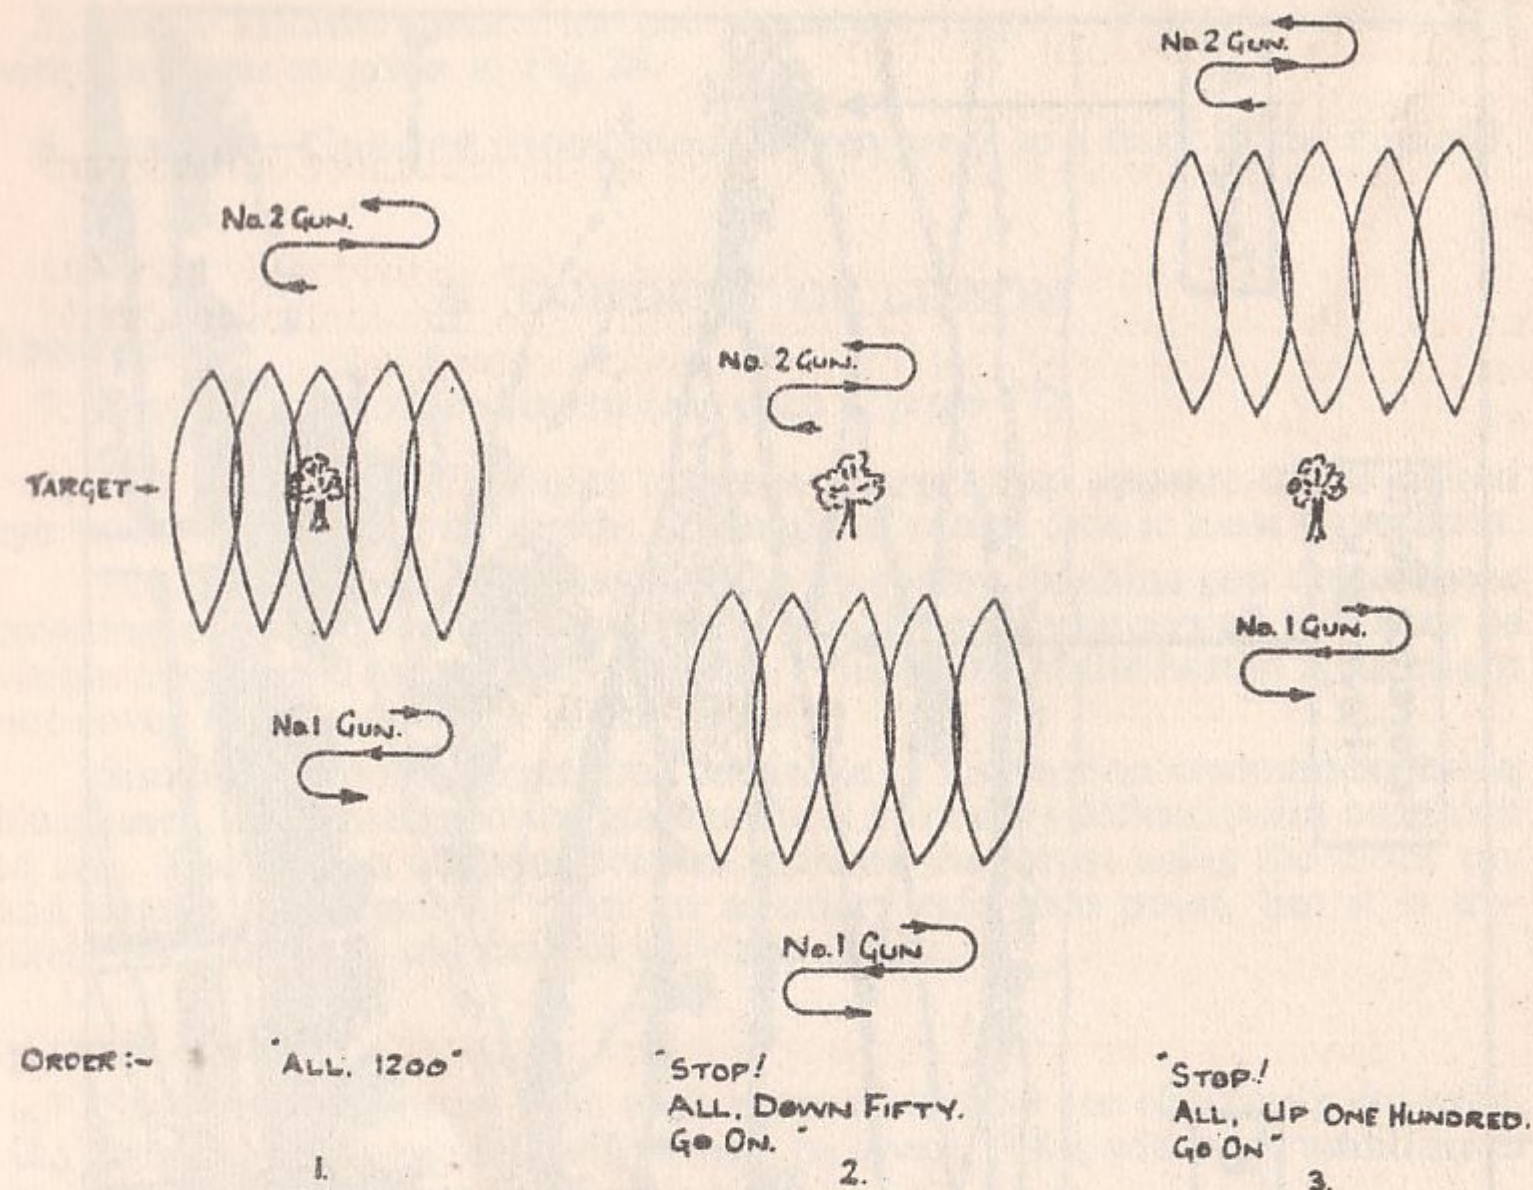 No. 2 GUN.
No. 2 GUN.
No. 2 GUN.
TARGET
No. 1 GUN.
No. 1 GUN.
No. 1 GUN
ORDER :-
"ALL, 1200"
"STOP!
ALL, DOWN FIFTY.
GO ON."
"STOP!
ALL, UP ONE HUNDRED.
GO ON"
1.
2.
3.